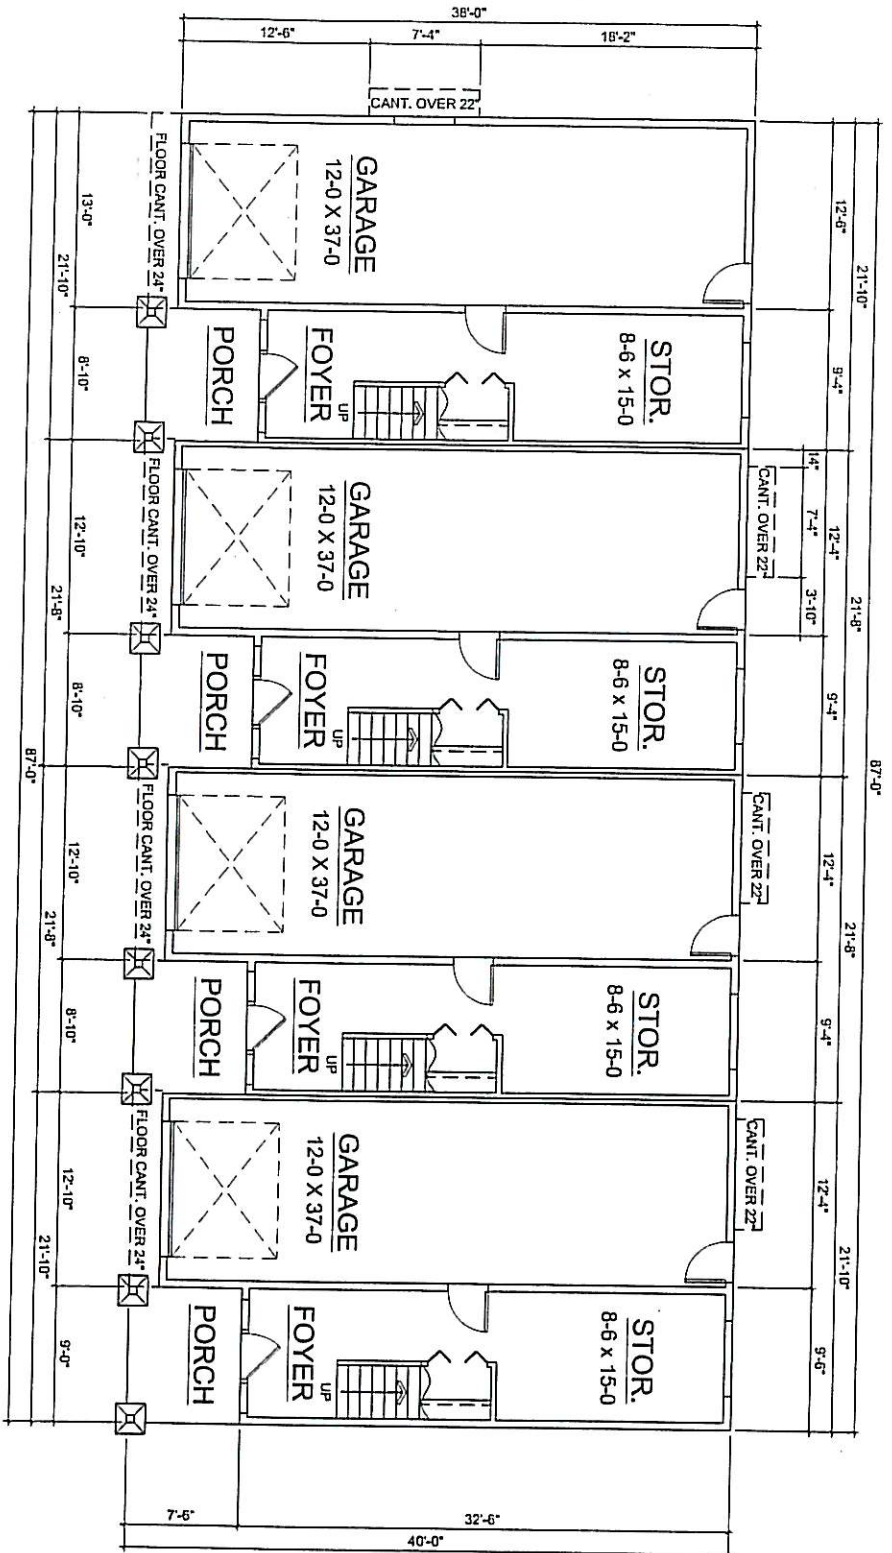 38'-0"
12'-6"
7'-4"
18'-2"
CANT. OVER 22"
87'-0"
21'-10"
21'-8"
21'-8"
21'-10"
12'-6"
9'-4"
12'-4"
9'-4"
12'-4"
9'-4"
12'-4"
9'-6"
14"
7'-4"
3'-10"
CANT. OVER 22"
CANT. OVER 22"
CANT. OVER 22"
GARAGE
12-0 X 37-0
STOR.
8-6 x 15-0
FOYER
UP
PORCH
GARAGE
12-0 X 37-0
STOR.
8-6 x 15-0
FOYER
UP
PORCH
GARAGE
12-0 X 37-0
STOR.
8-6 x 15-0
FOYER
UP
PORCH
GARAGE
12-0 X 37-0
STOR.
8-6 x 15-0
FOYER
UP
PORCH
FLOOR CANT. OVER 24"
FLOOR CANT. OVER 24"
FLOOR CANT. OVER 24"
FLOOR CANT. OVER 24"
13'-0"
8'-10"
12'-10"
8'-10"
12'-10"
8'-10"
12'-10"
9'-0"
21'-10"
21'-8"
21'-8"
21'-10"
87'-0"
7'-6"
32'-6"
40'-0"